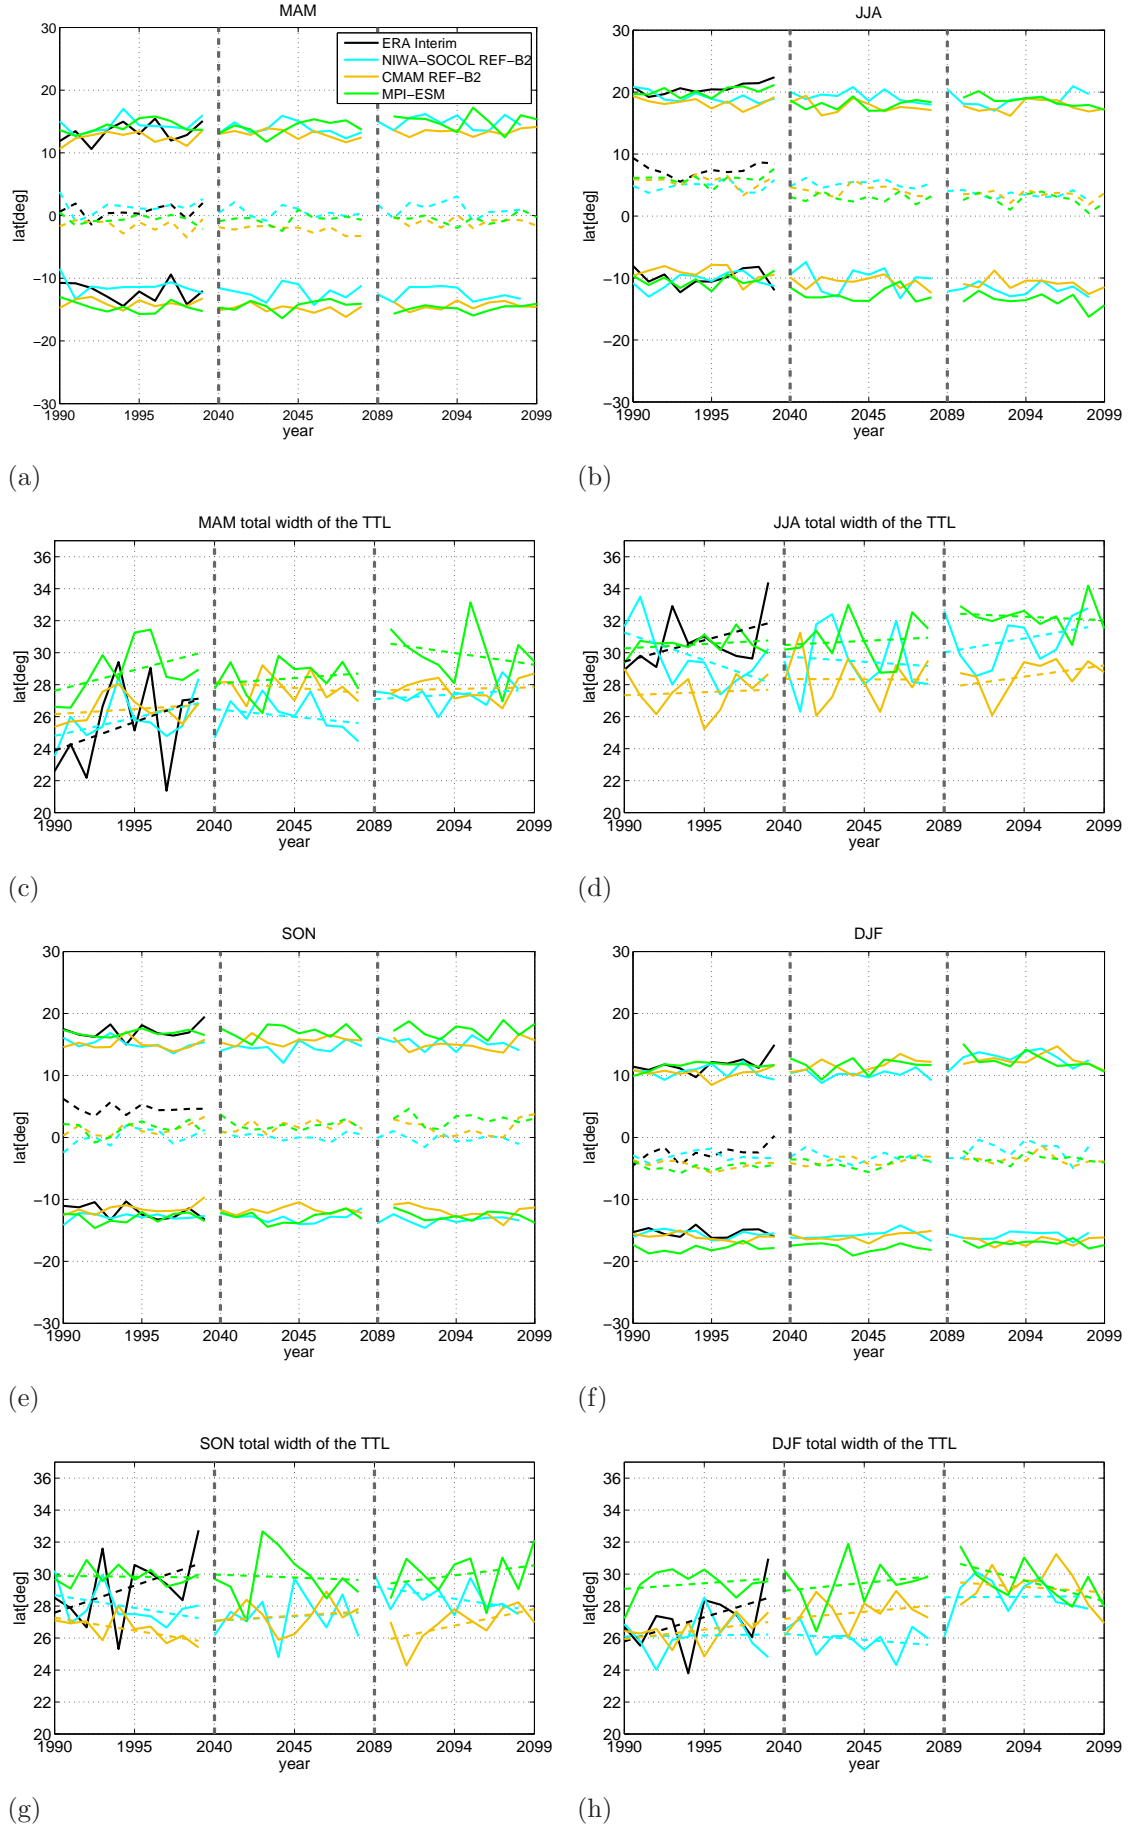 MAM
30
20
10
0
−10
−20
−30
lat[deg]
1990 1995 2040 2045 2089 2094 2099
year
ERA Interim
NIWA−SOCOL REF−B2
CMAM REF−B2
MPI−ESM
(a)
JJA
30
20
10
0
−10
−20
−30
lat[deg]
1990 1995 2040 2045 2089 2094 2099
year
(b)
MAM total width of the TTL
36
34
32
30
28
26
24
22
20
1990 1995 2040 2045 2089 2094 2099
year
(c)
JJA total width of the TTL
36
34
32
30
28
26
24
22
20
1990 1995 2040 2045 2089 2094 2099
year
(d)
SON
30
20
10
0
−10
−20
−30
lat[deg]
1990 1995 2040 2045 2089 2094 2099
year
(e)
DJF
30
20
10
0
−10
−20
−30
lat[deg]
1990 1995 2040 2045 2089 2094 2099
year
(f)
SON total width of the TTL
36
34
32
30
28
26
24
22
20
1990 1995 2040 2045 2089 2094 2099
year
(g)
DJF total width of the TTL
36
34
32
30
28
26
24
22
20
1990 1995 2040 2045 2089 2094 2099
year
(h)